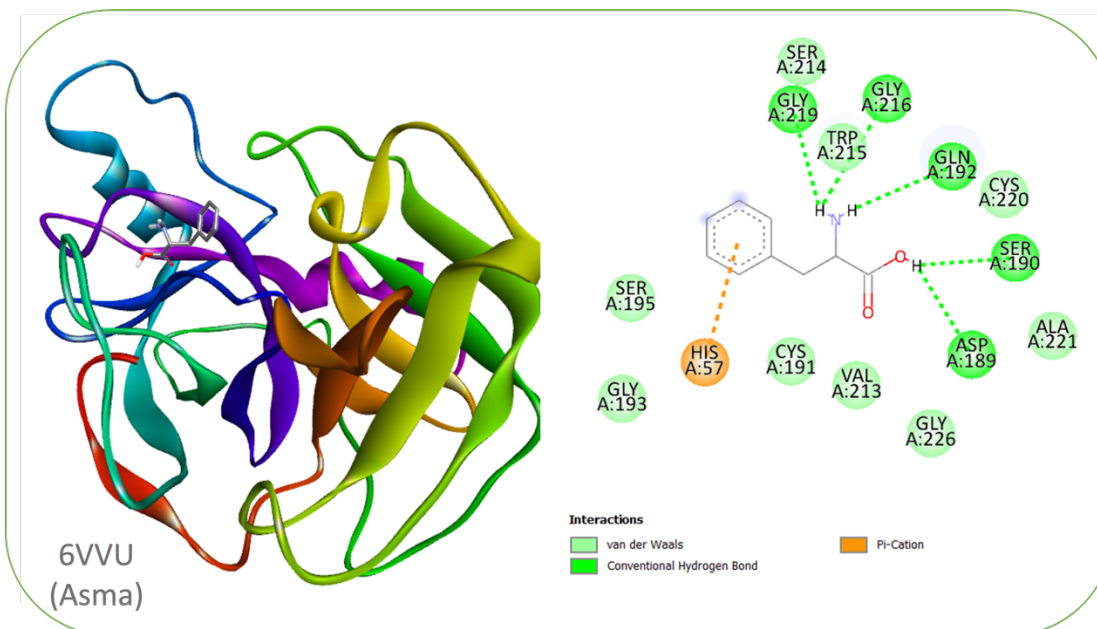 SER
A:214
GLY
A:219
GLY
A:216
TRP
A:215
GLN
A:192
CYS
A:220
H
H
N
SER
A:190
O
H
O
SER
A:195
HIS
A:57
CYS
A:191
VAL
A:213
ASP
A:189
ALA
A:221
GLY
A:193
GLY
A:226
6VVU
(Asma)
Interactions
van der Waals
Conventional Hydrogen Bond
Pi-Cation